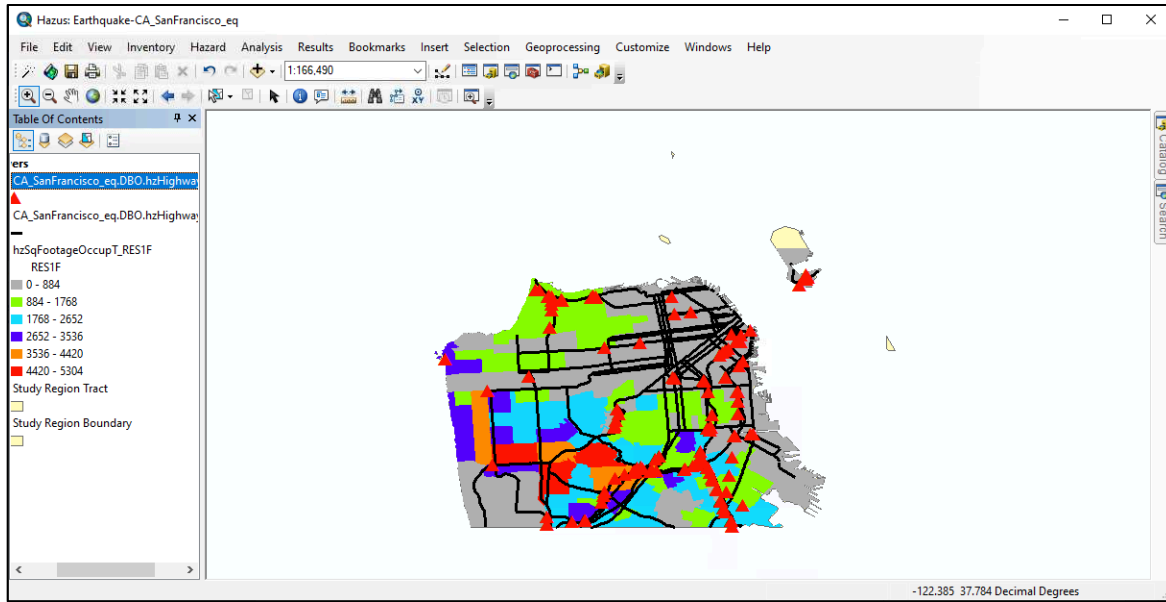 Hazus: Earthquake-CA_SanFrancisco_eq
File Edit View Inventory Hazard Analysis Results Bookmarks Insert Selection Geoprocessing Customize Windows Help
1:166,490
Table Of Contents
ers
CA_SanFrancisco_eq.DBO.hzHighway
CA_SanFrancisco_eq.DBO.hzHighway
hzSqFootageOccupT_RES1F
RES1F
0 - 884
884 - 1768
1768 - 2652
2652 - 3536
3536 - 4420
4420 - 5304
Study Region Tract
Study Region Boundary
Catalog
Search
-122.385 37.784 Decimal Degrees